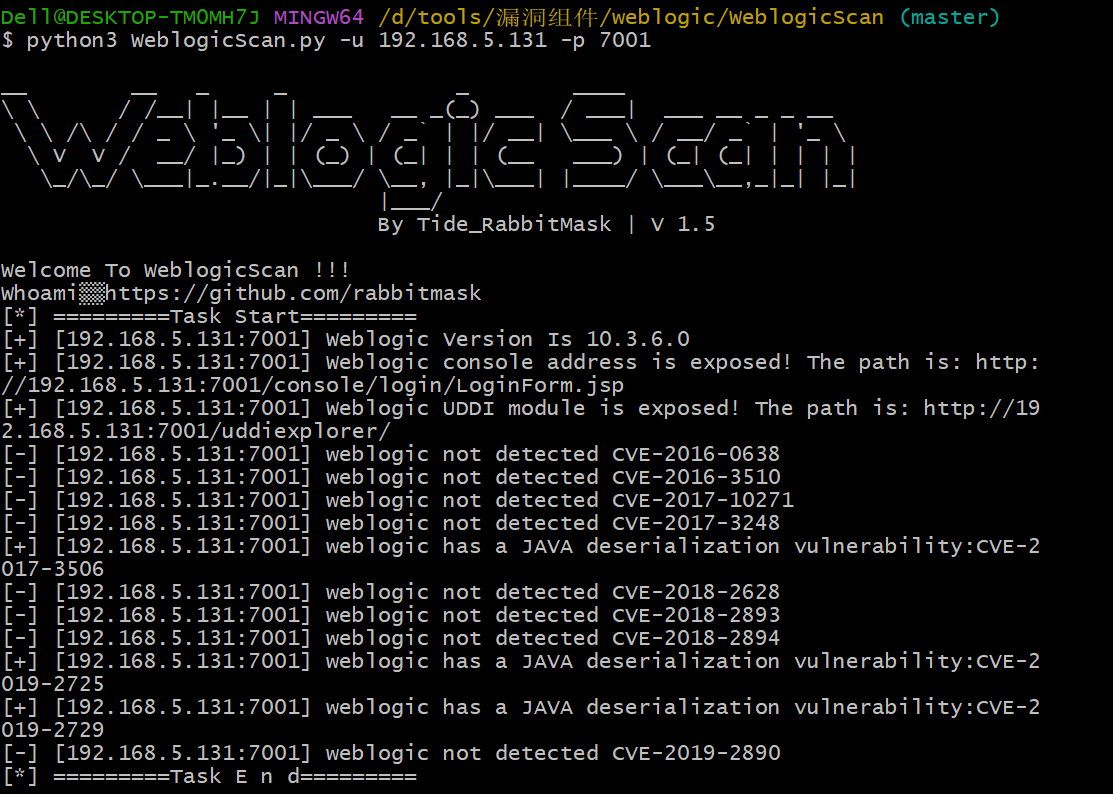 Dell@DESKTOP-TMOMH7J MINGW64 /d/tools/漏洞组件/weblogic/WeblogicScan (master)
$ python3 WeblogicScan.py -u 192.168.5.131 -p 7001
By Tide_RabbitMask | V 1.5
Welcome To WeblogicScan !!!
Whoami▒▒https://github.com/rabbitmask
[*] =========Task Start=========
[+] [192.168.5.131:7001] Weblogic Version Is 10.3.6.0
[+] [192.168.5.131:7001] Weblogic console address is exposed! The path is: http:
//192.168.5.131:7001/console/login/LoginForm.jsp
[+] [192.168.5.131:7001] Weblogic UDDI module is exposed! The path is: http://19
2.168.5.131:7001/uddiexplorer/
[-] [192.168.5.131:7001] weblogic not detected CVE-2016-0638
[-] [192.168.5.131:7001] weblogic not detected CVE-2016-3510
[-] [192.168.5.131:7001] weblogic not detected CVE-2017-10271
[-] [192.168.5.131:7001] weblogic not detected CVE-2017-3248
[+] [192.168.5.131:7001] weblogic has a JAVA deserialization vulnerability:CVE-2
017-3506
[-] [192.168.5.131:7001] weblogic not detected CVE-2018-2628
[-] [192.168.5.131:7001] weblogic not detected CVE-2018-2893
[-] [192.168.5.131:7001] weblogic not detected CVE-2018-2894
[+] [192.168.5.131:7001] weblogic has a JAVA deserialization vulnerability:CVE-2
019-2725
[+] [192.168.5.131:7001] weblogic has a JAVA deserialization vulnerability:CVE-2
019-2729
[-] [192.168.5.131:7001] weblogic not detected CVE-2019-2890
[*] =========Task E n d=========